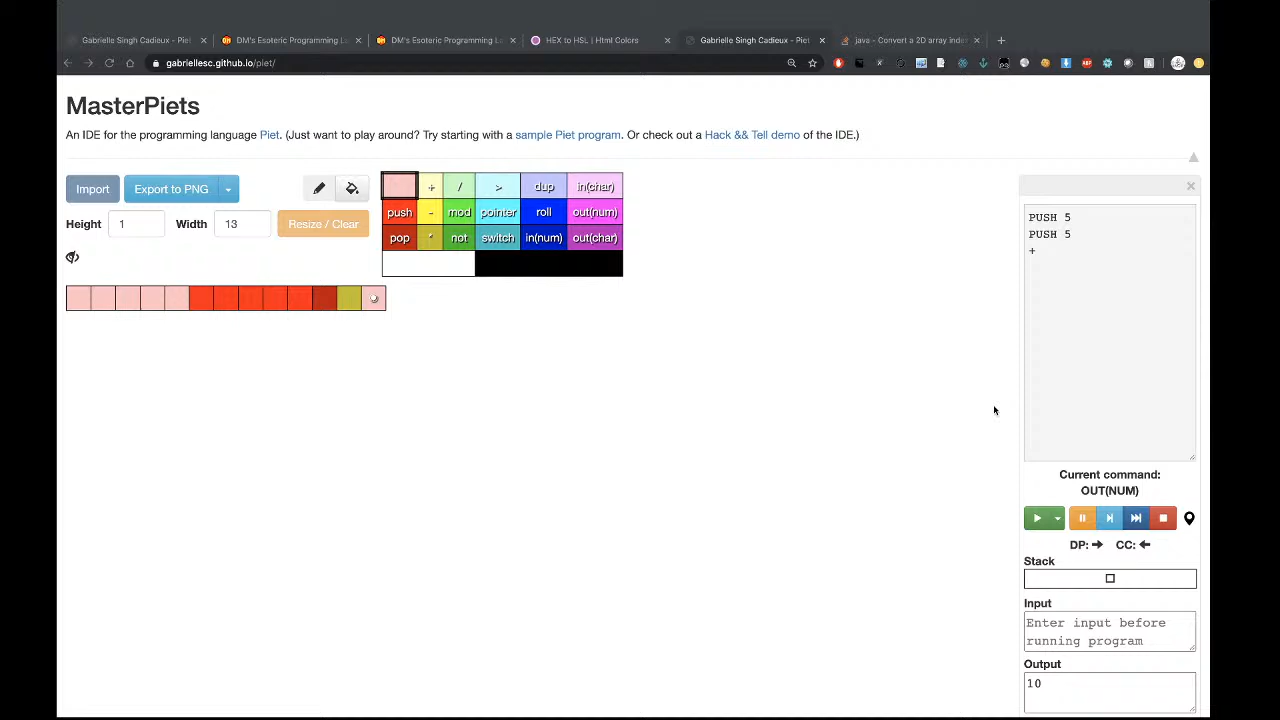 Gabrielle Singh Cadieux - Piet
DM's Esoteric Programming L
DM's Esoteric Programming L
HEX to HSL | Html Colors
Gabrielle Singh Cadieux - Piet
java - Convert a 2D array index
gabriellesc.github.io/piet/
MasterPiets
An IDE for the programming language Piet. (Just want to play around? Try starting with a sample Piet program. Or check out a Hack && Tell demo of the IDE.)
Import
Export to PNG
Height
1
Width
13
Resize / Clear
+ / > dup in(char)
push - mod pointer roll out(num)
pop * not switch in(num) out(char)
PUSH 5
PUSH 5
+
Current command:
OUT(NUM)
DP:
CC:
Stack
Input
Enter input before
running program
Output
10